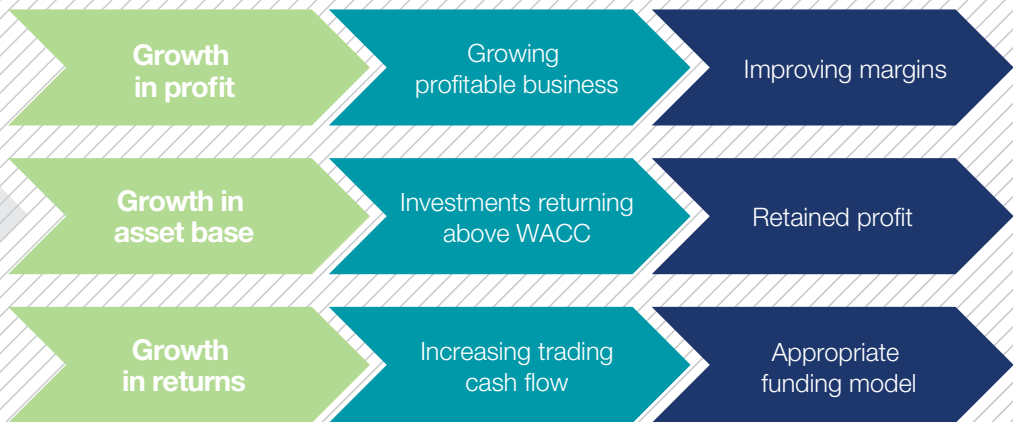 Growth
in profit
Growing
profitable business
Improving margins
Growth in
asset base
Investments returning
above WACC
Retained profit
Growth
in returns
Increasing trading
cash flow
Appropriate
funding model